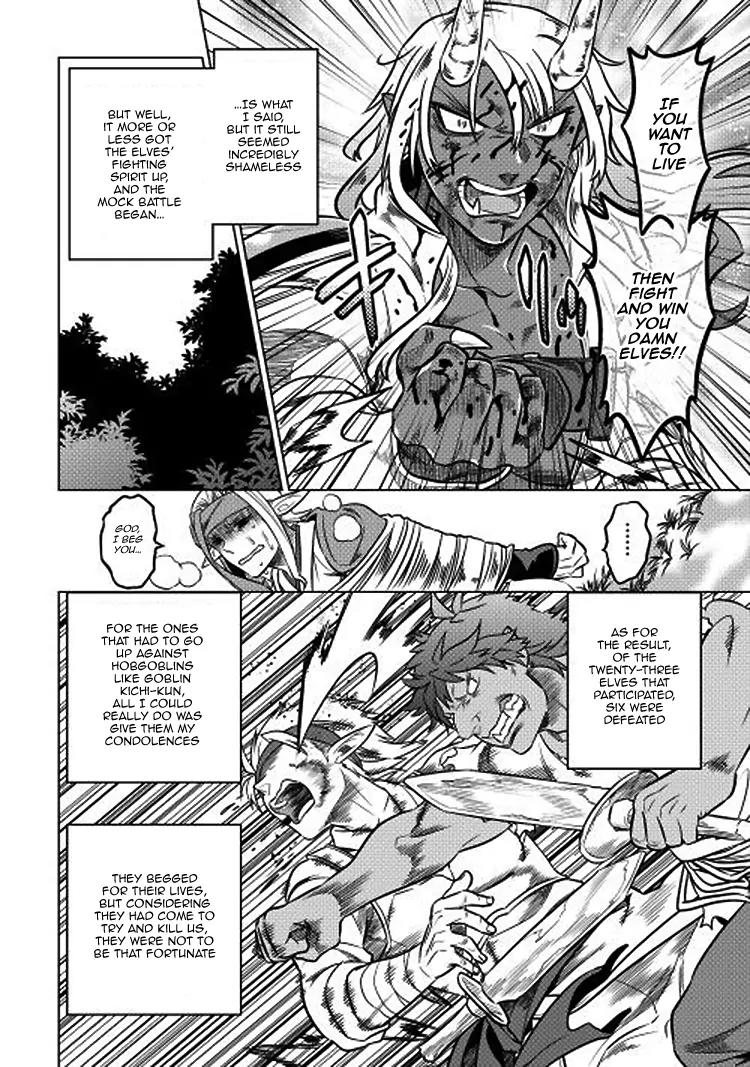 IF
YOU
WANT
TO
LIVE
THEN
FIGHT
AND
WIN
YOU
DAMN
ELVES!!
ギ
ン
...IS WHAT
I SAID,
BUT IT STILL
SEEMED
INCREDIBLY
SHAMELESS
BUT WELL,
IT MORE OR
LESS GOT
THE ELVES'
FIGHTING
SPIRIT UP,
AND THE
MOCK BATTLE
BEGAN...
......
GOD,
I BEG
YOU...
AS FOR
THE RESULT,
OF THE
TWENTY-THREE
ELVES THAT
PARTICIPATED,
SIX WERE
DEFEATED
FOR THE ONES
THAT HAD TO GO
UP AGAINST
HOBGOBLINS
LIKE GOBLIN
KICHI-KUN,
ALL I COULD
REALLY DO WAS
GIVE THEM MY
CONDOLENCES
THEY BEGGED
FOR THEIR LIVES,
BUT CONSIDERING
THEY HAD COME TO
TRY AND KILL US,
THEY WERE NOT TO
BE THAT FORTUNATE